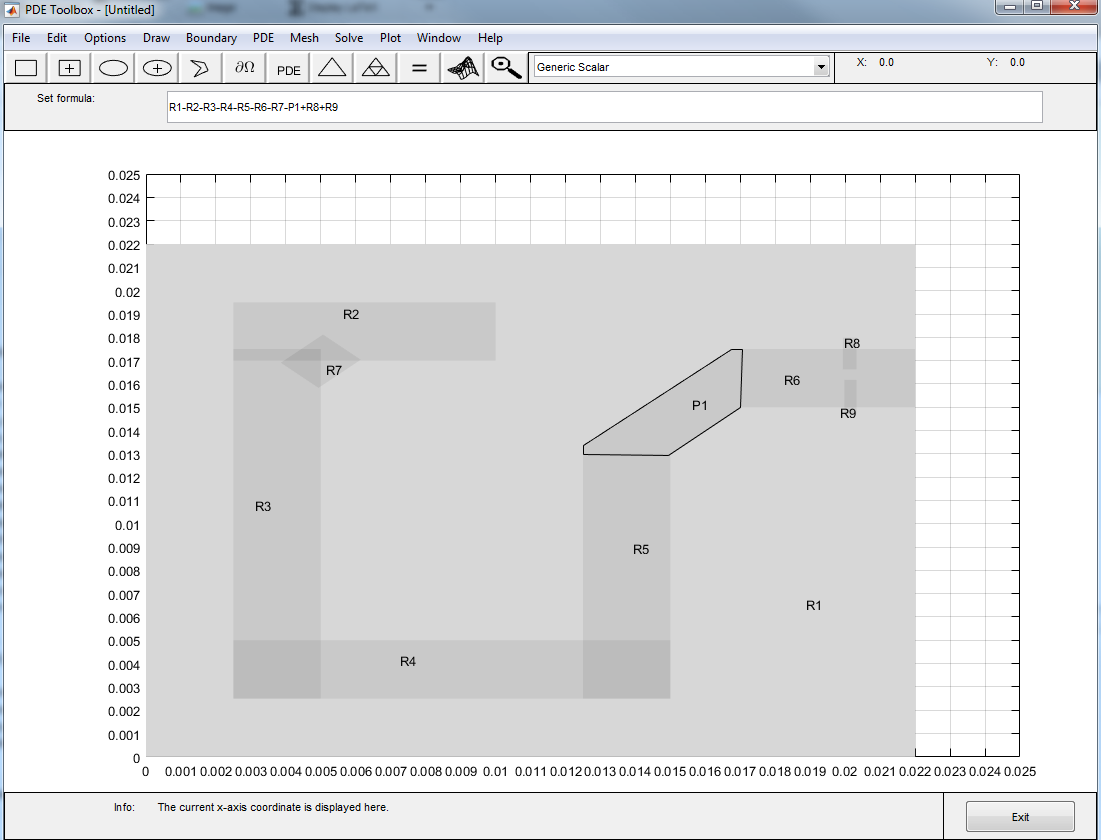 PDE Toolbox - [Untitled]
File Edit Options Draw Boundary PDE Mesh Solve Plot Window Help
∂Ω PDE = Generic Scalar X: 0.0 Y: 0.0
Set formula: R1-R2-R3-R4-R5-R6-R7-P1+R8+R9
0.025
0.024
0.023
0.022
0.021
0.02
0.019
0.018
0.017
0.016
0.015
0.014
0.013
0.012
0.011
0.01
0.009
0.008
0.007
0.006
0.005
0.004
0.003
0.002
0.001
0
R2
R8
R7
R6
P1
R9
R3
R5
R1
R4
0 0.001 0.002 0.003 0.004 0.005 0.006 0.007 0.008 0.009 0.01 0.011 0.012 0.013 0.014 0.015 0.016 0.017 0.018 0.019 0.02 0.021 0.022 0.023 0.024 0.025
Info: The current x-axis coordinate is displayed here.
Exit